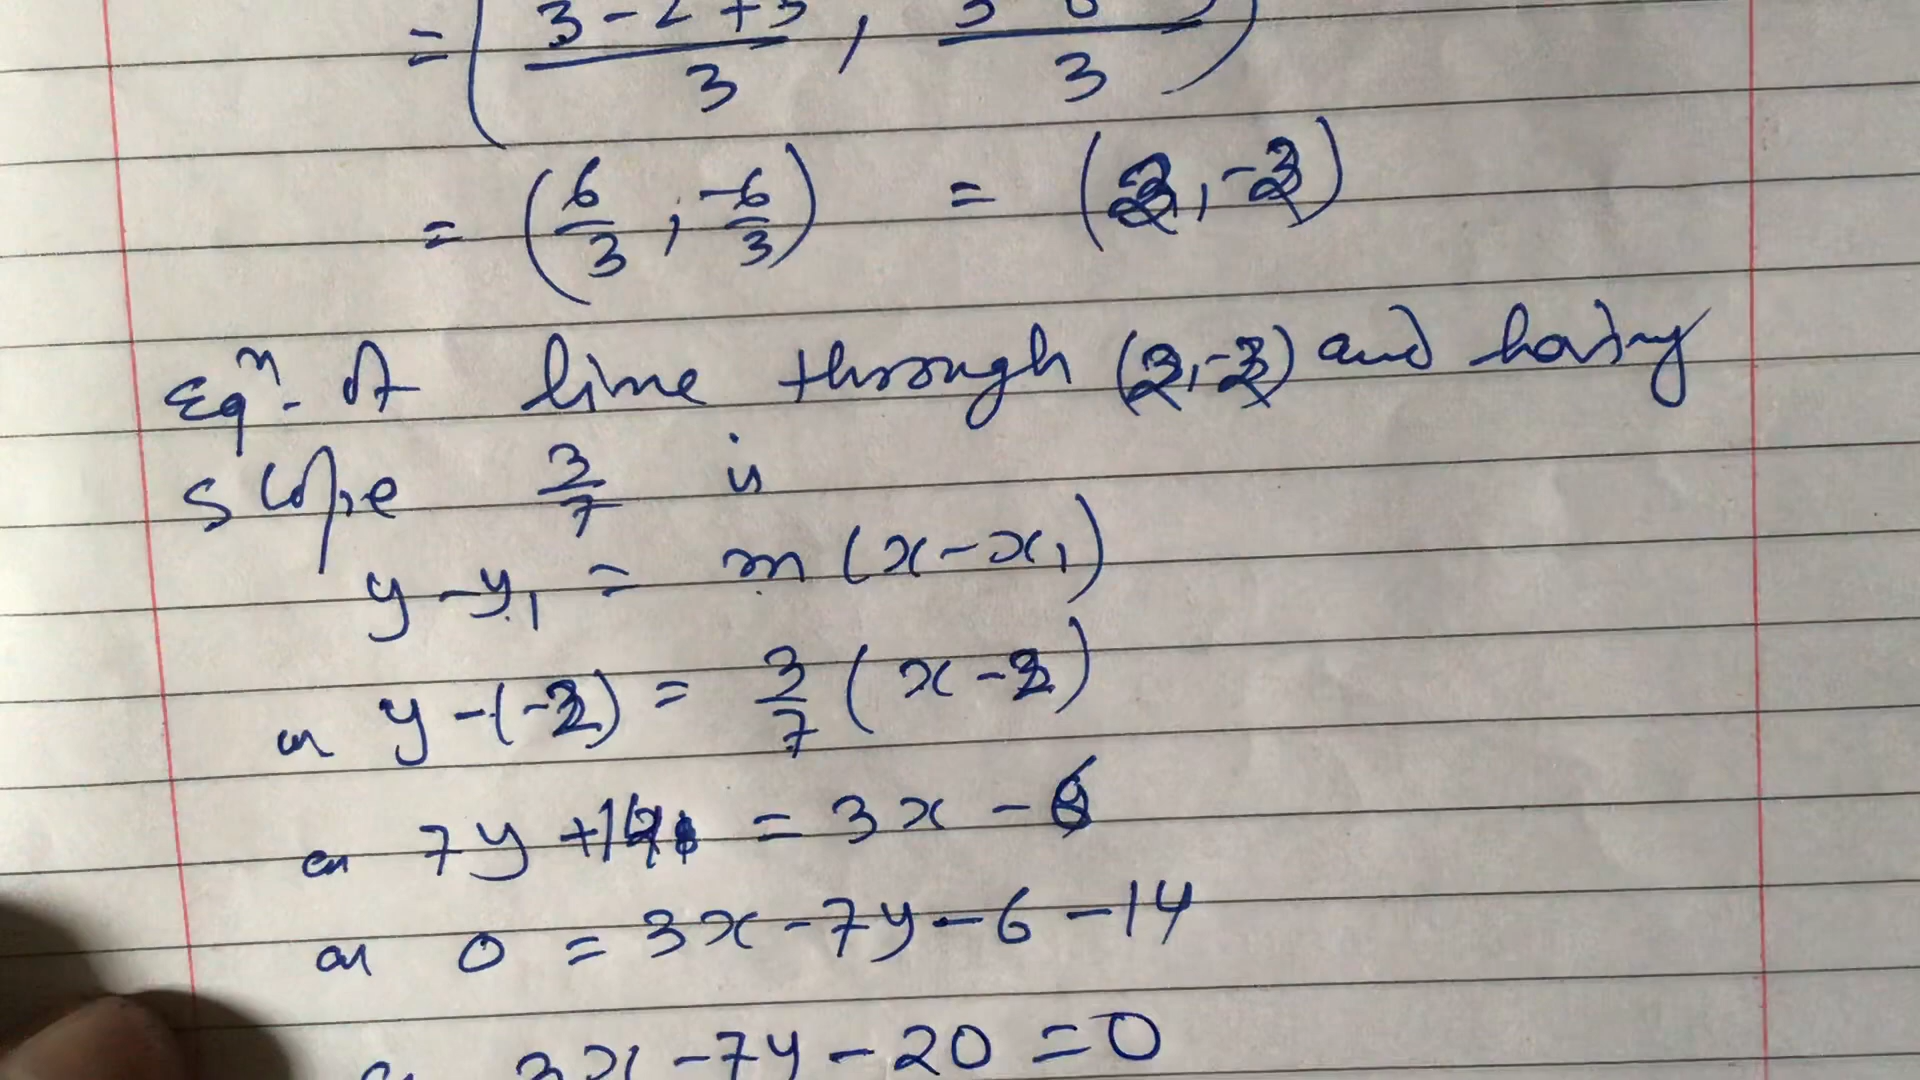 = ( 3 - 2 + 5 / 3 , / 3 )
= ( 6/3 , -6/3 ) = ( 2, -2 )
Eqⁿ. of line through (2, -2) and having
slope 3/7 is
y - y₁ = m (x - x₁)
or y - (-2) = 3/7 (x - 2)
or 7y + 14 = 3x - 6
or 0 = 3x - 7y - 6 - 14
or 3x - 7y - 20 = 0